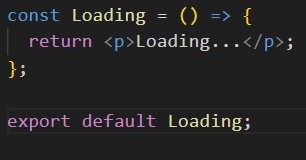 const Loading = () => {
  return <p>Loading...</p>;
};

export default Loading;